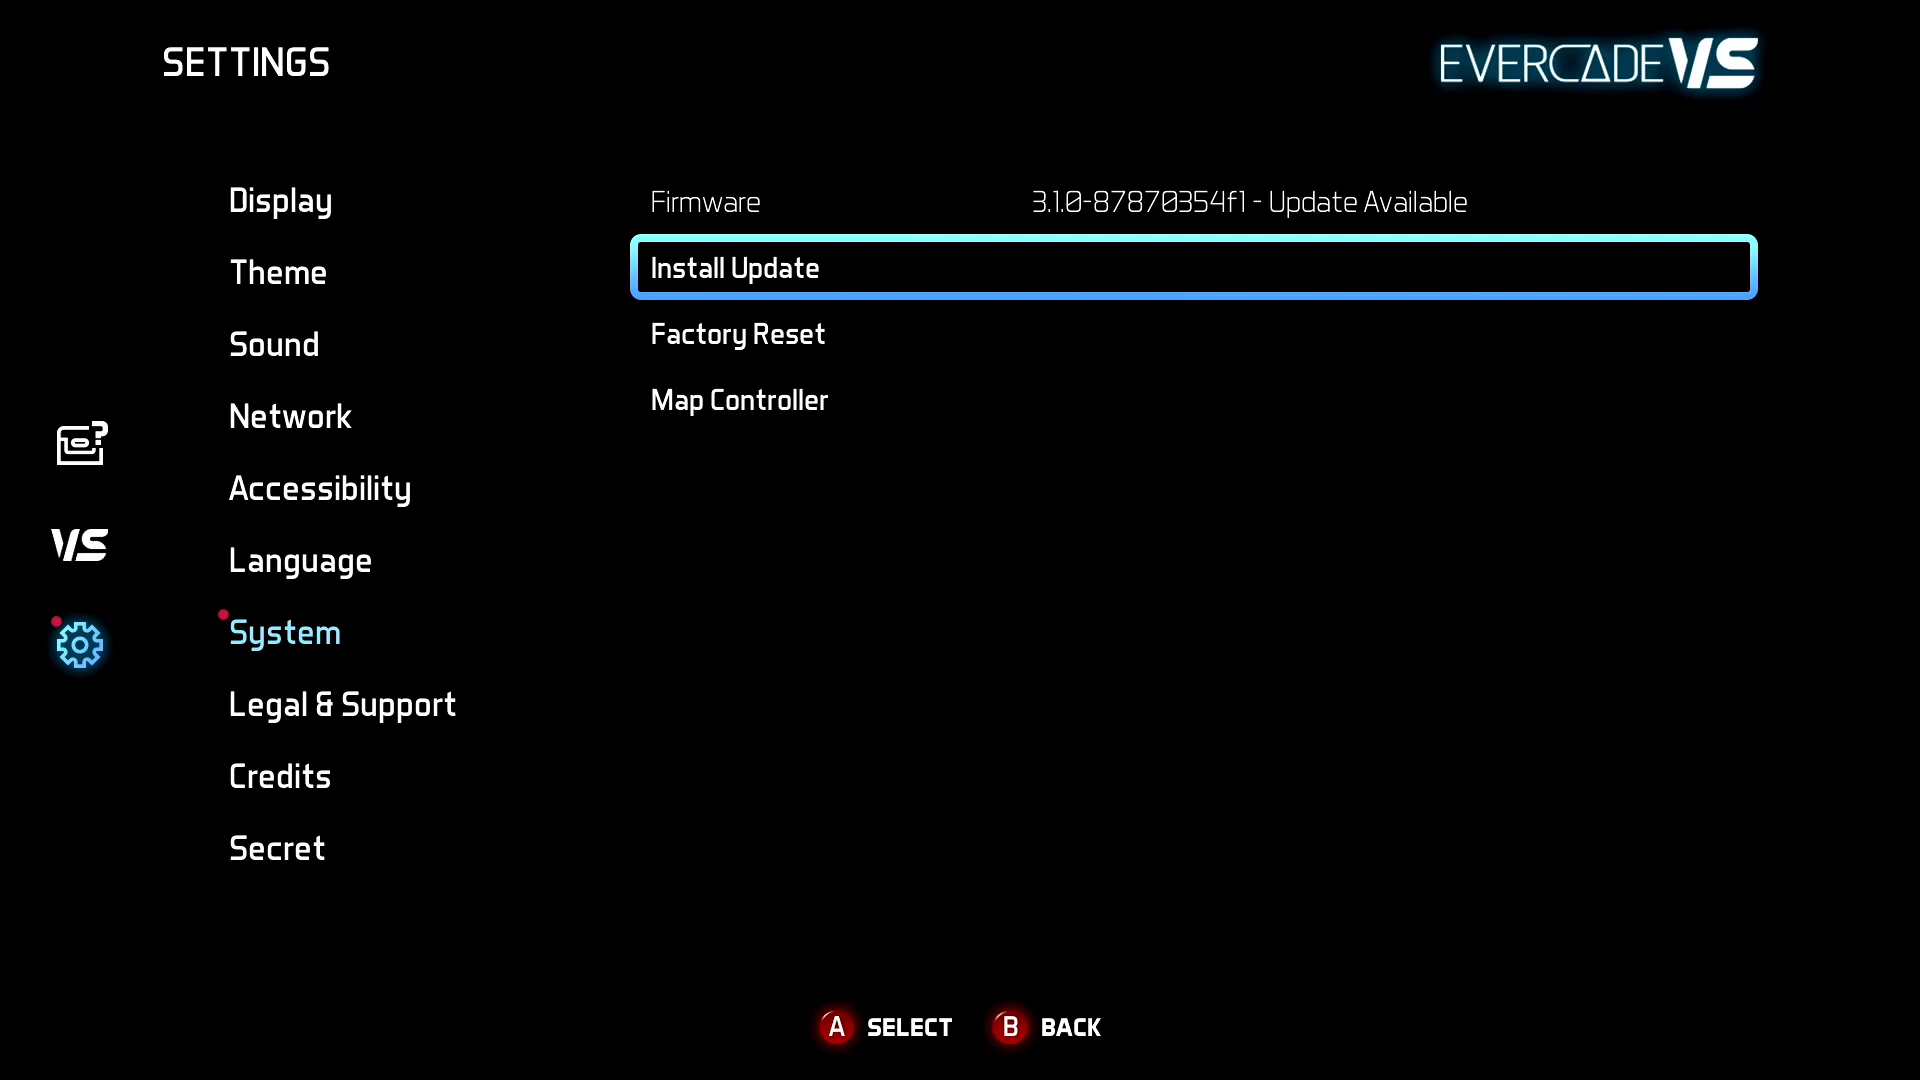 SETTINGS
EVERCADE VS
Display
Theme
Sound
Network
Accessibility
Language
System
Legal & Support
Credits
Secret
Firmware 3.1.0-87870354f1 - Update Available
Install Update
Factory Reset
Map Controller
?
VS
A SELECT B BACK